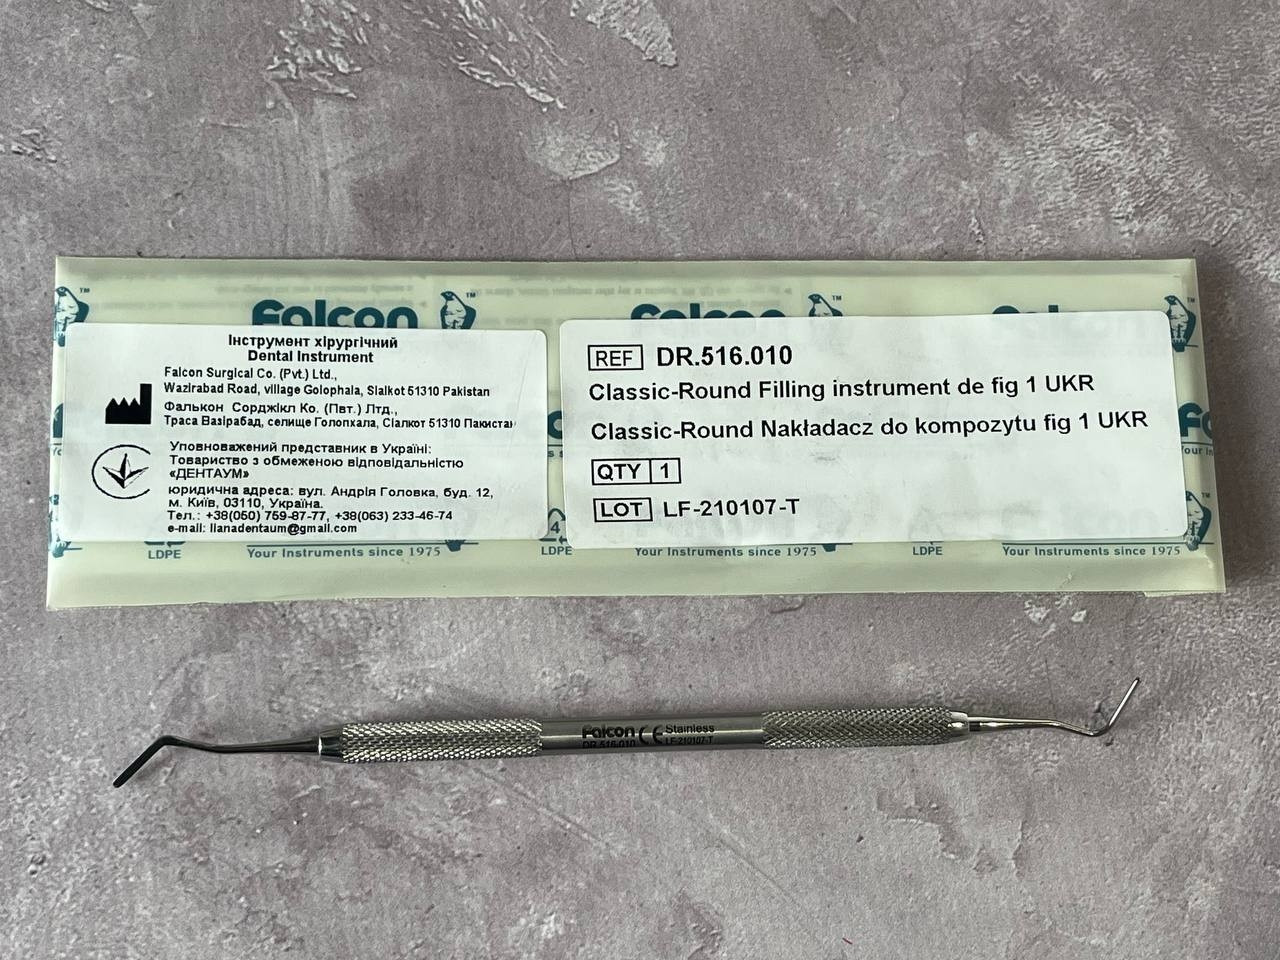 Falcon
Falcon
Falcon
Інструмент хірургічний
Dental Instrument
Falcon Surgical Co. (Pvt.) Ltd.,
Wazirabad Road, village Golophala, Sialkot 51310 Pakistan
Фалькон Сорджікл Ко. (Пвт.) Лтд.,
Траса Вазірабад, селище Голопхала, Сіалкот 51310 Пакистан
Уповноважений представник в Україні:
Товариство з обмеженою відповідальністю
«ДЕНТАУМ»
юридична адреса: вул. Андрія Головка, буд. 12,
м. Київ, 03110, Україна.
Тел.: +38(050) 759-87-77, +38(063) 233-46-74
e-mail: lianadentaum@gmail.com
REF DR.516.010
Classic-Round Filling instrument de fig 1 UKR
Classic-Round Nakładacz do kompozytu fig 1 UKR
QTY 1
LOT LF-210107-T
LDPE
Your Instruments since 1975
4
LDPE
Your Instruments since 1975
LDPE
Your Instruments since 1975
Falcon CE Stainless
DR.516.010 LF-210107-T